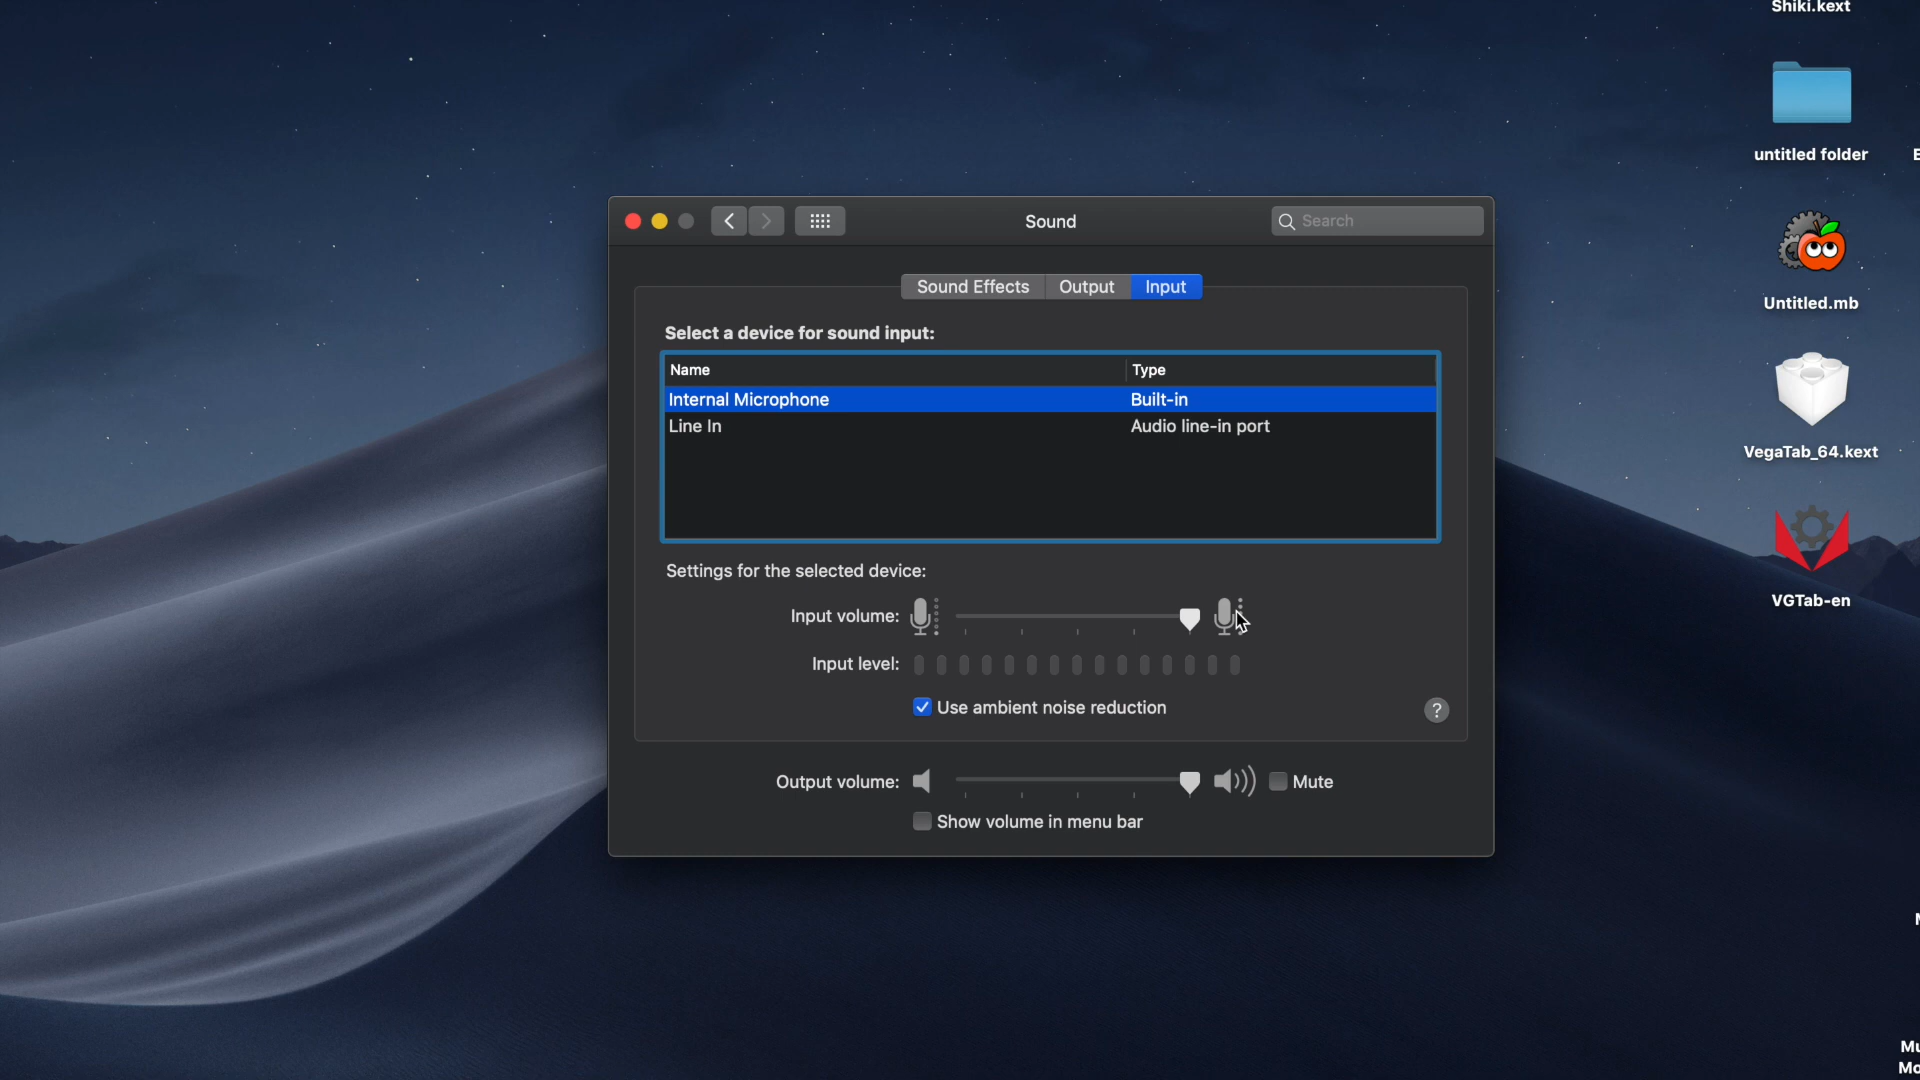 Shiki.kext
untitled folder
Untitled.mb
VegaTab_64.kext
VGTab-en
Sound
Search
Sound Effects
Output
Input
Select a device for sound input:
Name Type
Internal Microphone Built-in
Line In Audio line-in port
Settings for the selected device:
Input volume:
Input level:
Use ambient noise reduction
?
Output volume:
Mute
Show volume in menu bar